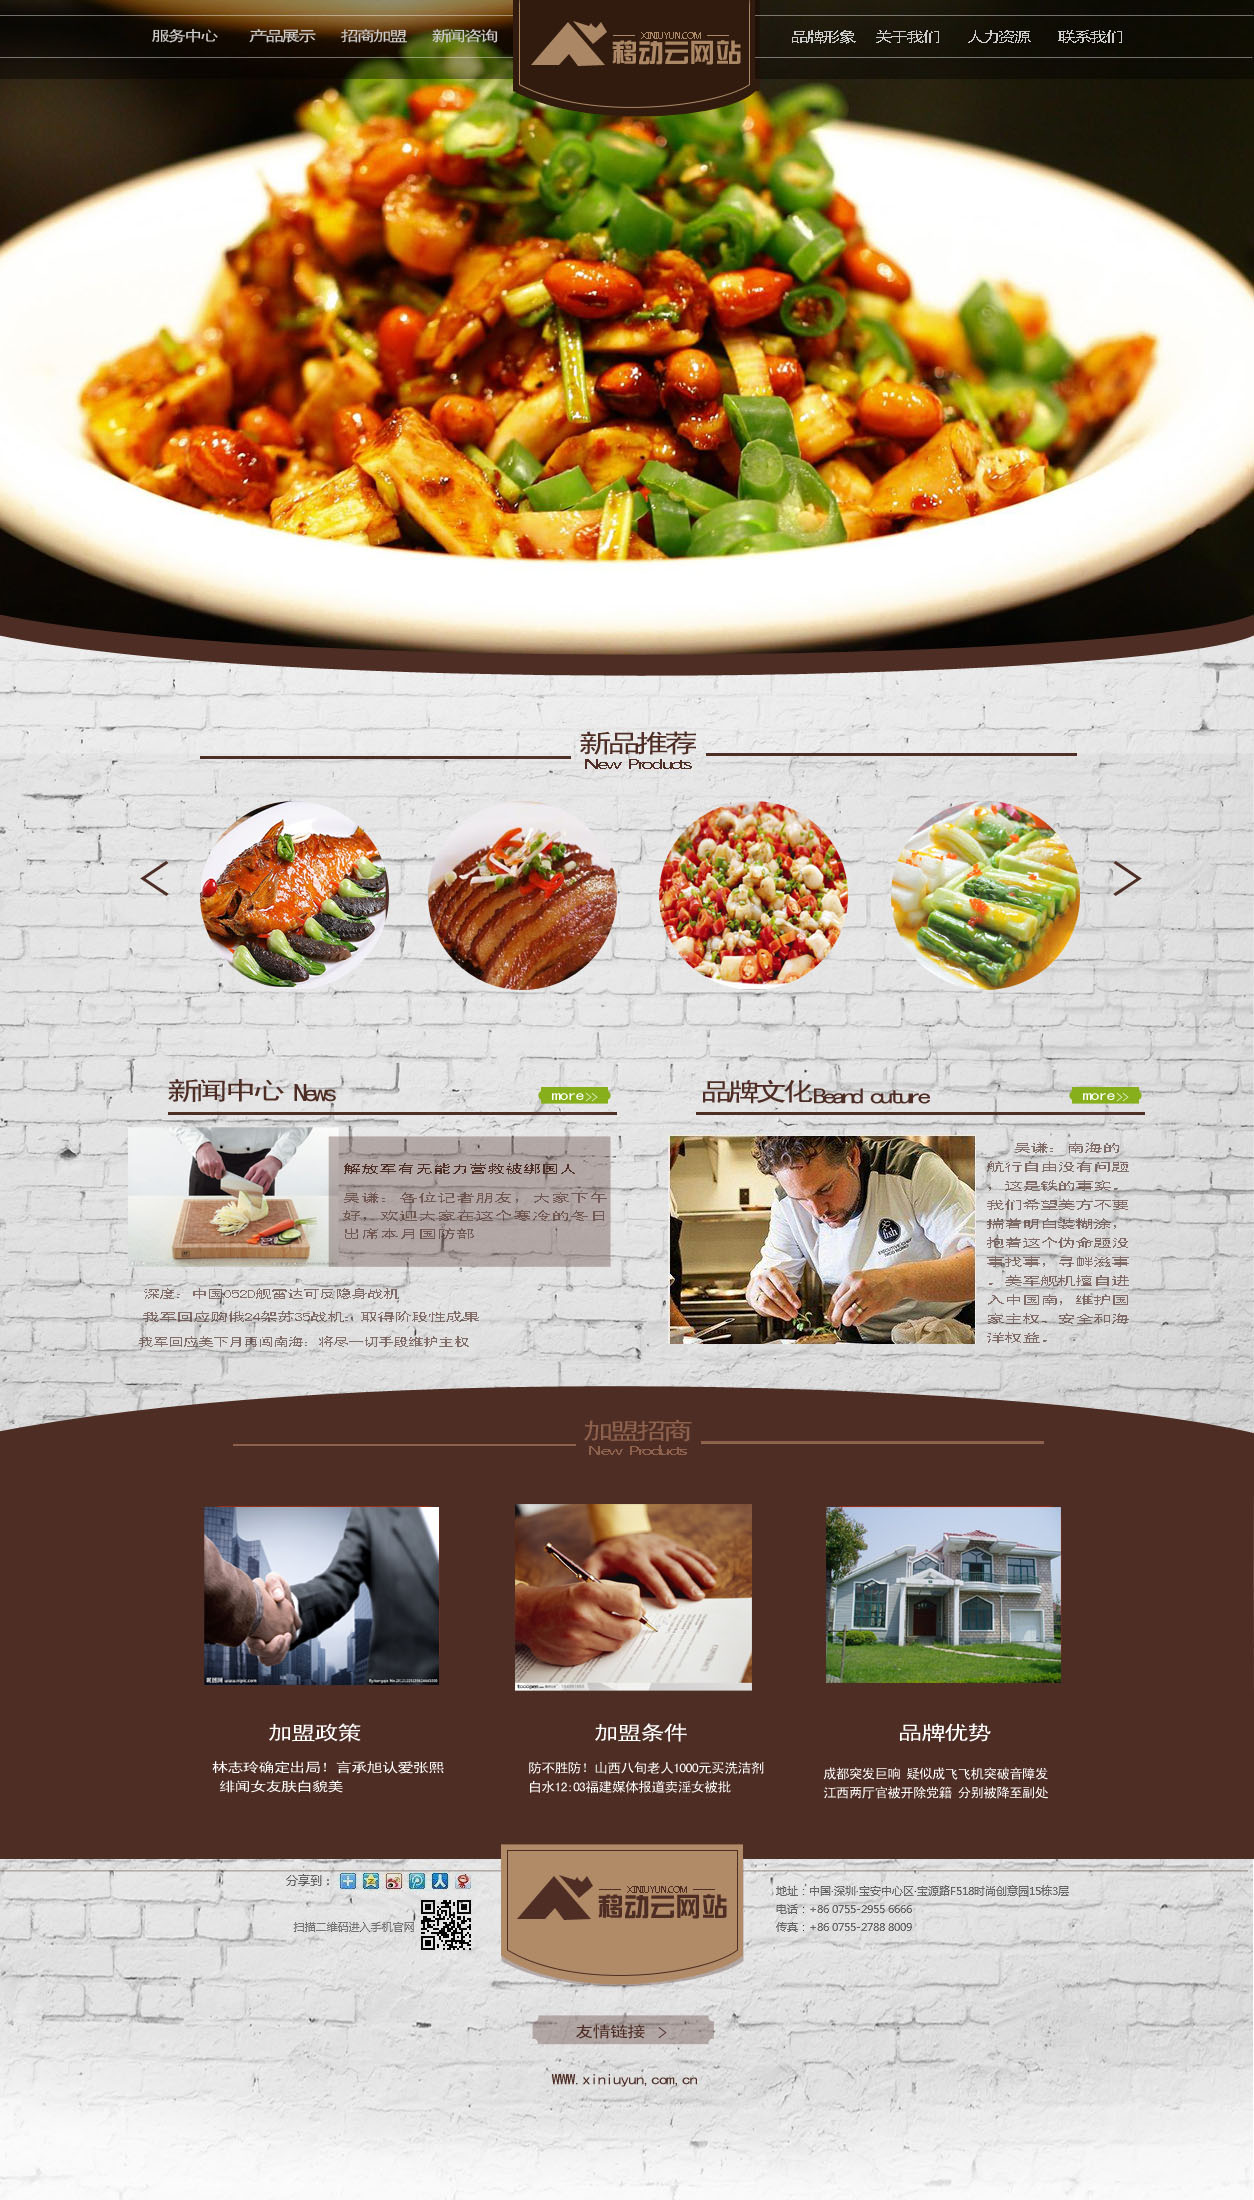 服务中心 产品展示 招商加盟 新闻咨询
XINIUYUN.COM
移动云网站
品牌形象 关于我们 人力资源 联系我们
新品推荐
New Products
新闻中心 News
more>>
解放军有无能力营救被绑国人
吴谦：各位记者朋友，大家下午
好，欢迎大家在这个寒冷的冬日
出席本月国防部
深度：中国052D舰雷达可反隐身战机
我军回应购俄24架苏35战机：取得阶段性成果
我军回应美下月再闯南海：将尽一切手段维护主权
品牌文化Beand cuture
more>>
fish
吴谦：南海的
航行自由没有问题
，这是铁的事实。
我们希望美方不要
揣着明白装糊涂，
抱着这个伪命题没
事找事，寻衅滋事
。美军舰机擅自进
入中国南，维护国
家主权、安全和海
洋权益。
加盟招商
New Products
加盟政策
林志玲确定出局！言承旭认爱张熙
绯闻女友肤白貌美
加盟条件
防不胜防！山西八旬老人1000元买洗洁剂
白水12:03福建媒体报道卖淫女被批
品牌优势
成都突发巨响 疑似成飞飞机突破音障发
江西两厅官被开除党籍 分别被降至副处
分享到：
扫描二维码进入手机官网
XINIUYUN.COM
移动云网站
地址：中国·深圳·宝安中心区·宝源路F518时尚创意园15栋3层
电话：+86 0755-2955 6666
传真：+86 0755-2788 8009
友情链接 >
WWW.xiniuyun,com,cn